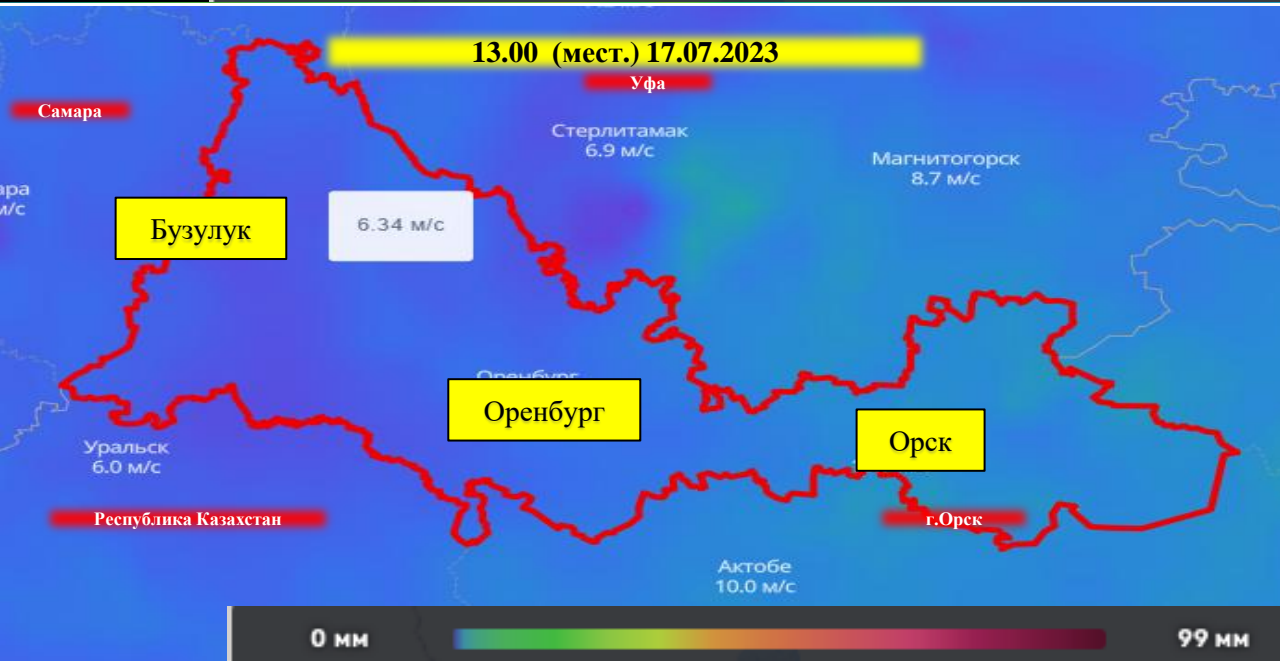 13.00 (мест.) 17.07.2023
Уфа
Самара
Стерлитамак
6.9 м/с
Магнитогорск
8.7 м/с
м/с
Бузулук
6.34 м/с
Оренбург
Оренбург
Орск
Уральск
6.0 м/с
Республика Казахстан
г.Орск
Актобе
10.0 м/с
0 мм
99 мм